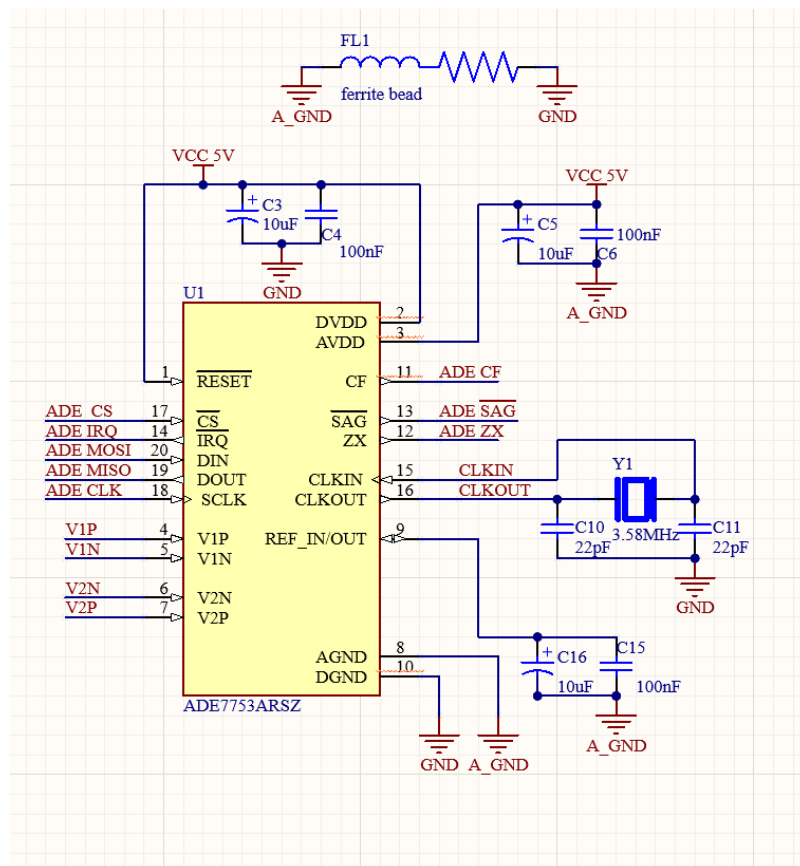 FL1
ferrite bead
A_GND
GND
VCC 5V
VCC 5V
+
C3
10uF
C4
100nF
GND
+
C5
10uF
100nF
C6
A_GND
U1
DVDD 2
AVDD 3
1 RESET
CF 11 ADE CF
ADE CS 17 CS
SAG 13 ADE SAG
ADE IRQ 14 IRQ
ZX 12 ADE ZX
ADE MOSI 20 DIN
ADE MISO 19 DOUT
CLKIN 15 CLKIN
ADE CLK 18 SCLK
CLKOUT 16 CLKOUT
Y1
3.58MHz
C10
22pF
C11
22pF
GND
V1P 4 V1P
REF_IN/OUT 9
V1N 5 V1N
V2N 6 V2N
V2P 7 V2P
AGND 8
DGND 10
ADE7753ARSZ
+
C16
10uF
C15
100nF
A_GND
GND
A_GND